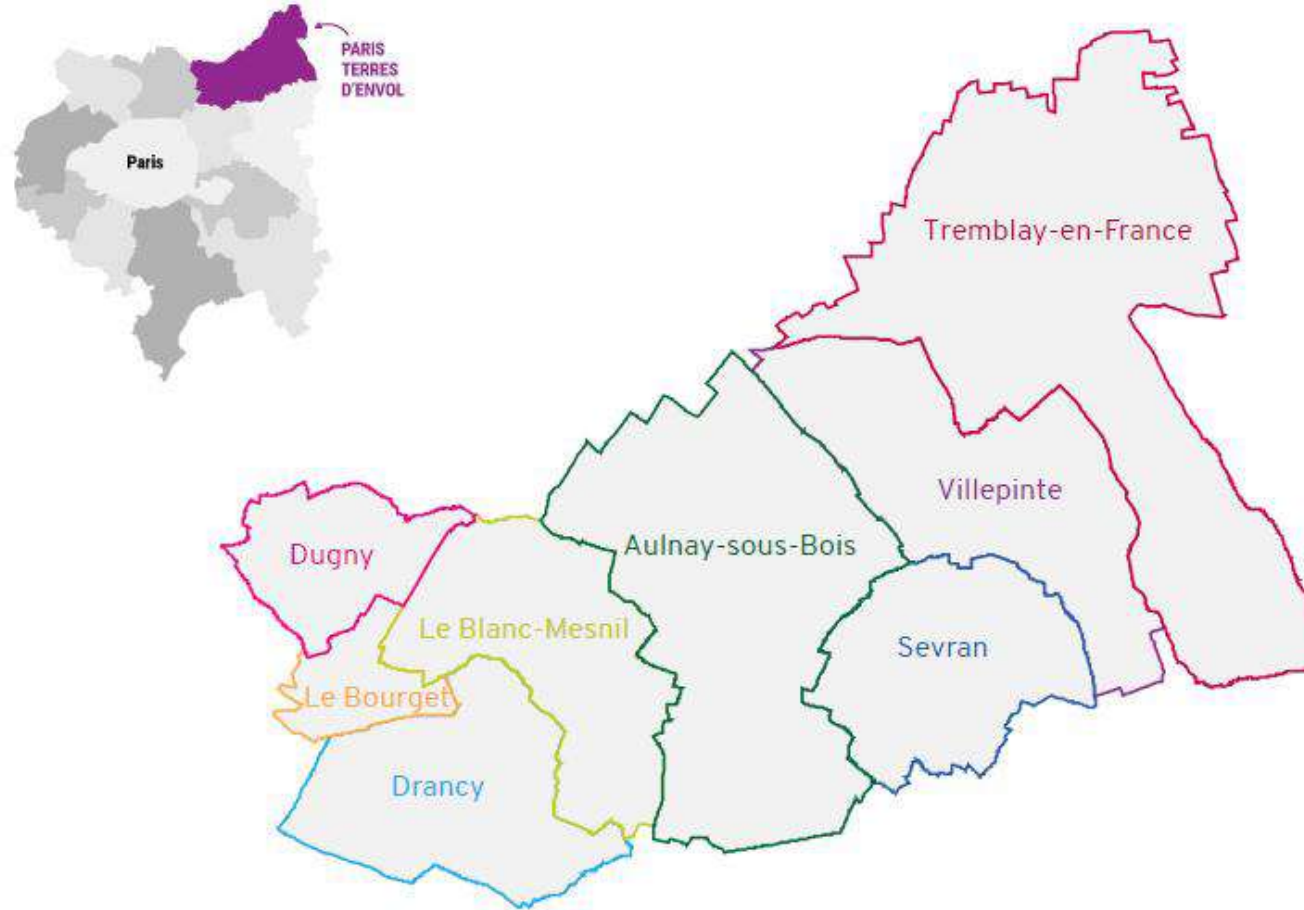 PARIS
TERRES
D'ENVOL
Paris
Tremblay-en-France
Villepinte
Aulnay-sous-Bois
Dugny
Le Blanc-Mesnil
Sevran
Le Bourget
Drancy